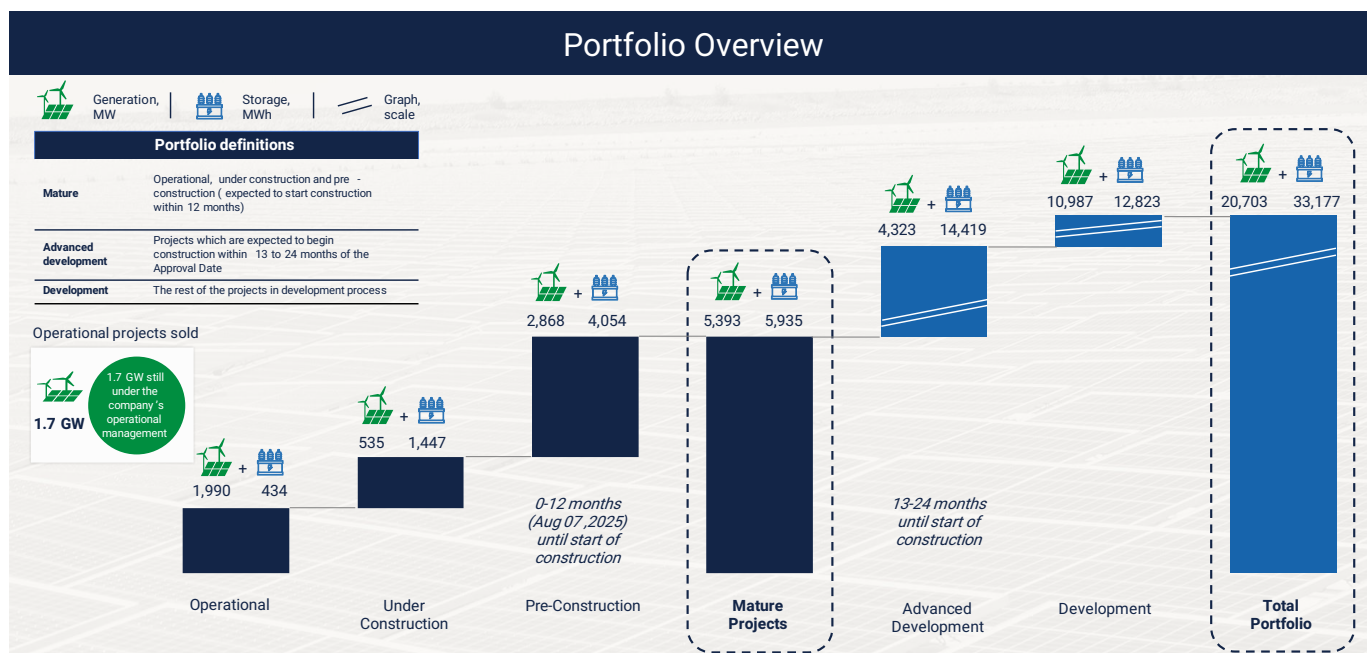 Portfolio Overview
Generation,
MW
Storage,
MWh
Graph,
scale
Portfolio definitions
Mature
Operational, under construction and pre -
construction ( expected to start construction
within 12 months)
Advanced
development
Projects which are expected to begin
construction within 13 to 24 months of the
Approval Date
Development
The rest of the projects in development process
Operational projects sold
1.7 GW
1.7 GW still
under the
company's
operational
management
+
1,990 434
+
535 1,447
+
2,868 4,054
+
5,393 5,935
+
4,323 14,419
+
10,987 12,823
+
20,703 33,177
0-12 months
(Aug 07 ,2025)
until start of
construction
13-24 months
until start of
construction
Operational
Under
Construction
Pre-Construction
Mature
Projects
Advanced
Development
Development
Total
Portfolio